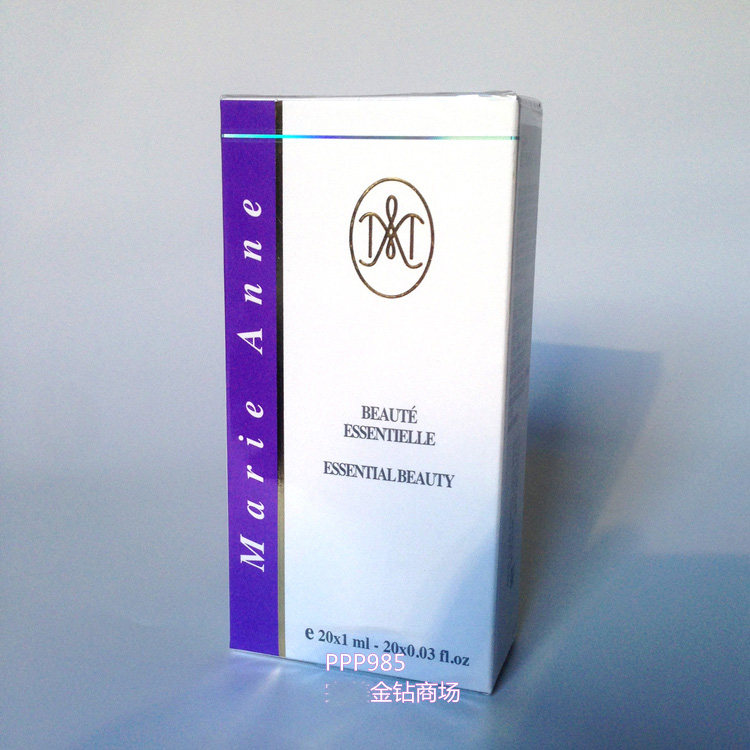 Marie Anne
BEAUTÉ
ESSENTIELLE
ESSENTIAL BEAUTY
e 20x1 ml - 20x0.03 fl.oz
PPP985
金钻商场